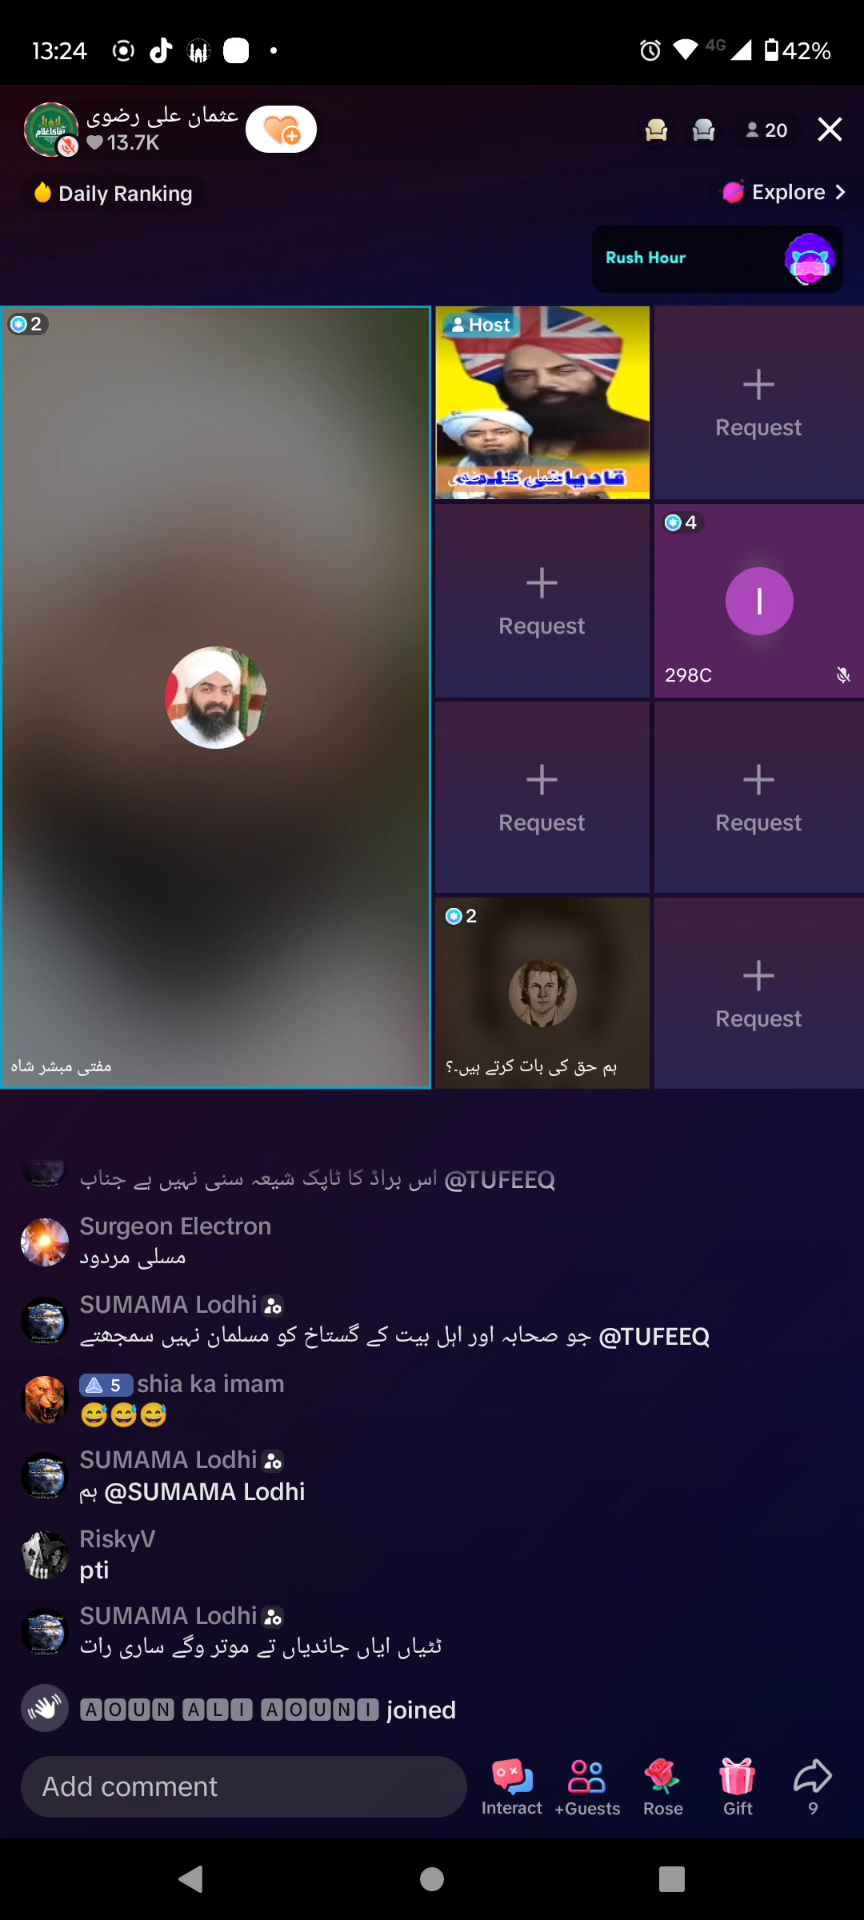 13:24
4G
42%
عثمان علی رضوی
13.7K
20
Daily Ranking
Explore
Rush Hour
2
Host
Request
عثمان علی رضوی
Request
4
I
298C
Request
Request
2
Request
ہم حق کی بات کرتے ہیں۔؟
مفتی مبشر شاہ
@TUFEEQ اس براڈ کا ٹاپک شیعہ سنی نہیں ہے جناب
Surgeon Electron
مسلی مردود
SUMAMA Lodhi
@TUFEEQ جو صحابہ اور اہل بیت کے گستاخ کو مسلمان نہیں سمجھتے
5 shia ka imam
😅😅😅
SUMAMA Lodhi
ہم @SUMAMA Lodhi
RiskyV
pti
SUMAMA Lodhi
ٹٹیاں ایاں جاندیاں تے موتر وگے ساری رات
🅰🅾🆄🅽 🅰🅻🅸 🅰🅾🆄🅽🅸 joined
Add comment
Interact
+Guests
Rose
Gift
9